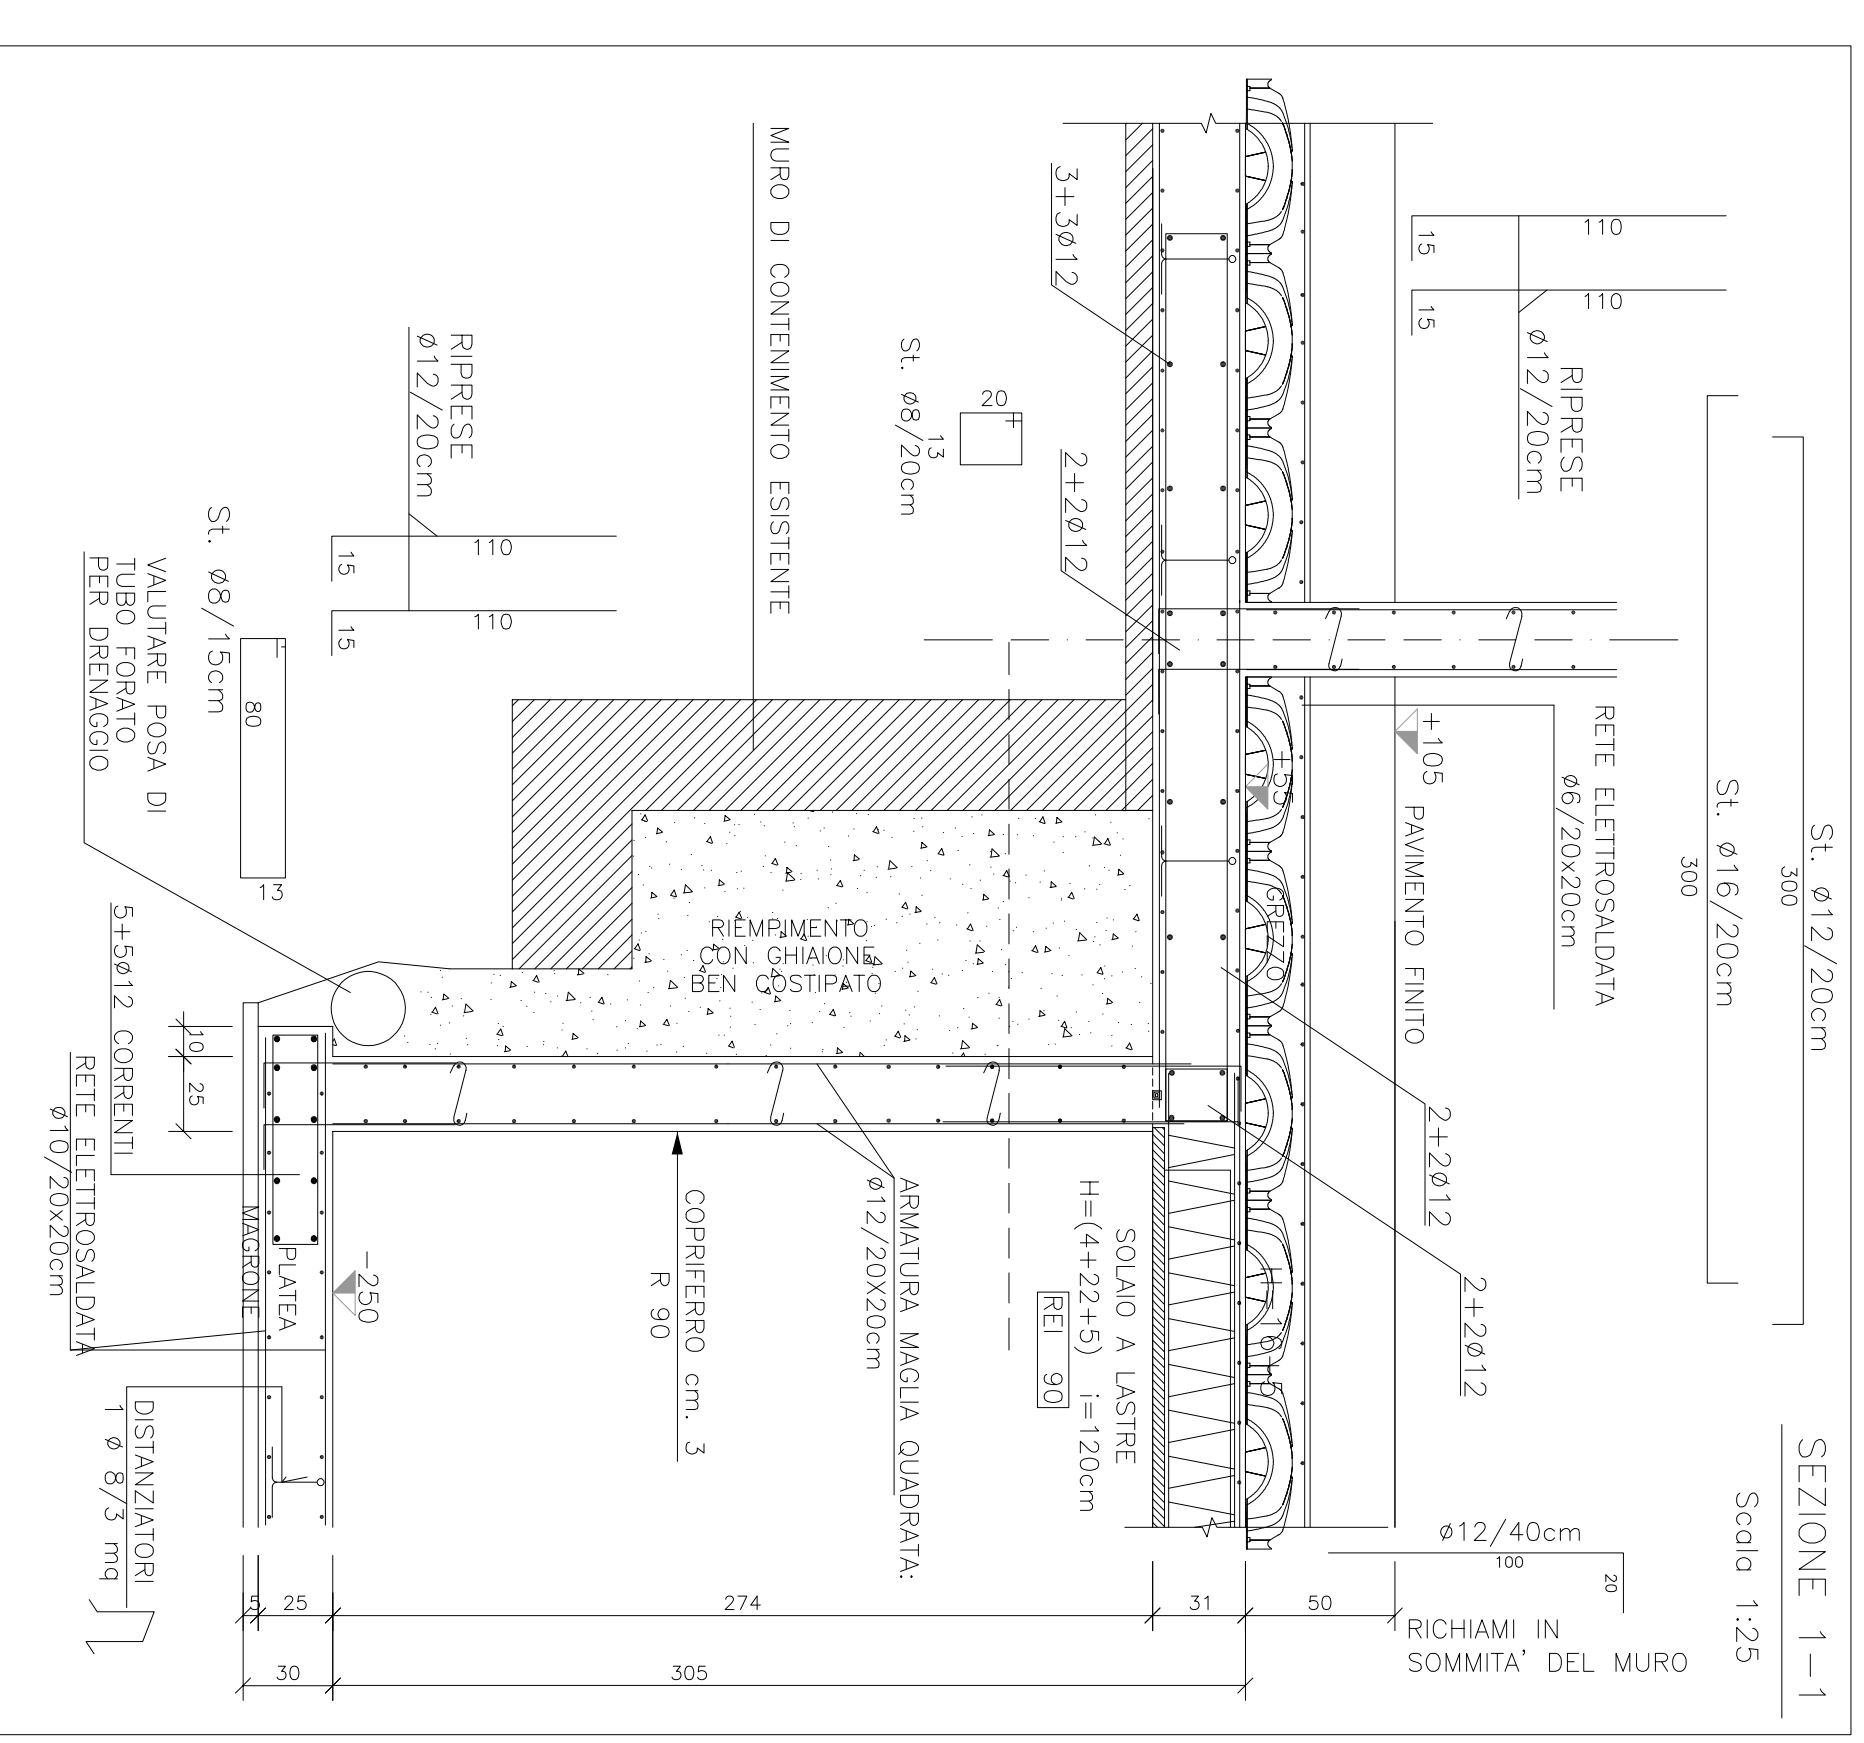 SEZIONE 1-1
Scala 1:25
St. ø12/20cm
300
St. ø16/20cm
300
RIPRESE
ø12/20cm
110
15
110
15
RETE ELETTROSALDATA
ø6/20x20cm
+105
PAVIMENTO FINITO
+55
GREZZO
H=16+5
2+2ø12
2+2ø12
ø12/40cm
100
20
RICHIAMI IN
SOMMITA' DEL MURO
3+3ø12
2+2ø12
20
13
St. ø8/20cm
SOLAIO A LASTRE
H=(4+22+5) i=120cm
REI 90
MURO DI CONTENIMENTO ESISTENTE
RIEMPIMENTO
CON GHIAIONE
BEN COSTIPATO
ARMATURA MAGLIA QUADRATA:
ø12/20X20cm
COPRIFERRO cm. 3
R 90
RIPRESE
ø12/20cm
110
15
110
15
St. ø8/15cm
80
13
VALUTARE POSA DI
TUBO FORATO
PER DRENAGGIO
10
25
5+5ø12 CORRENTI
RETE ELETTROSALDATA
ø10/20x20cm
-250
PLATEA
MAGRONE
DISTANZIATORI
1 ø 8/3 mq
5
25
274
31
50
30
305